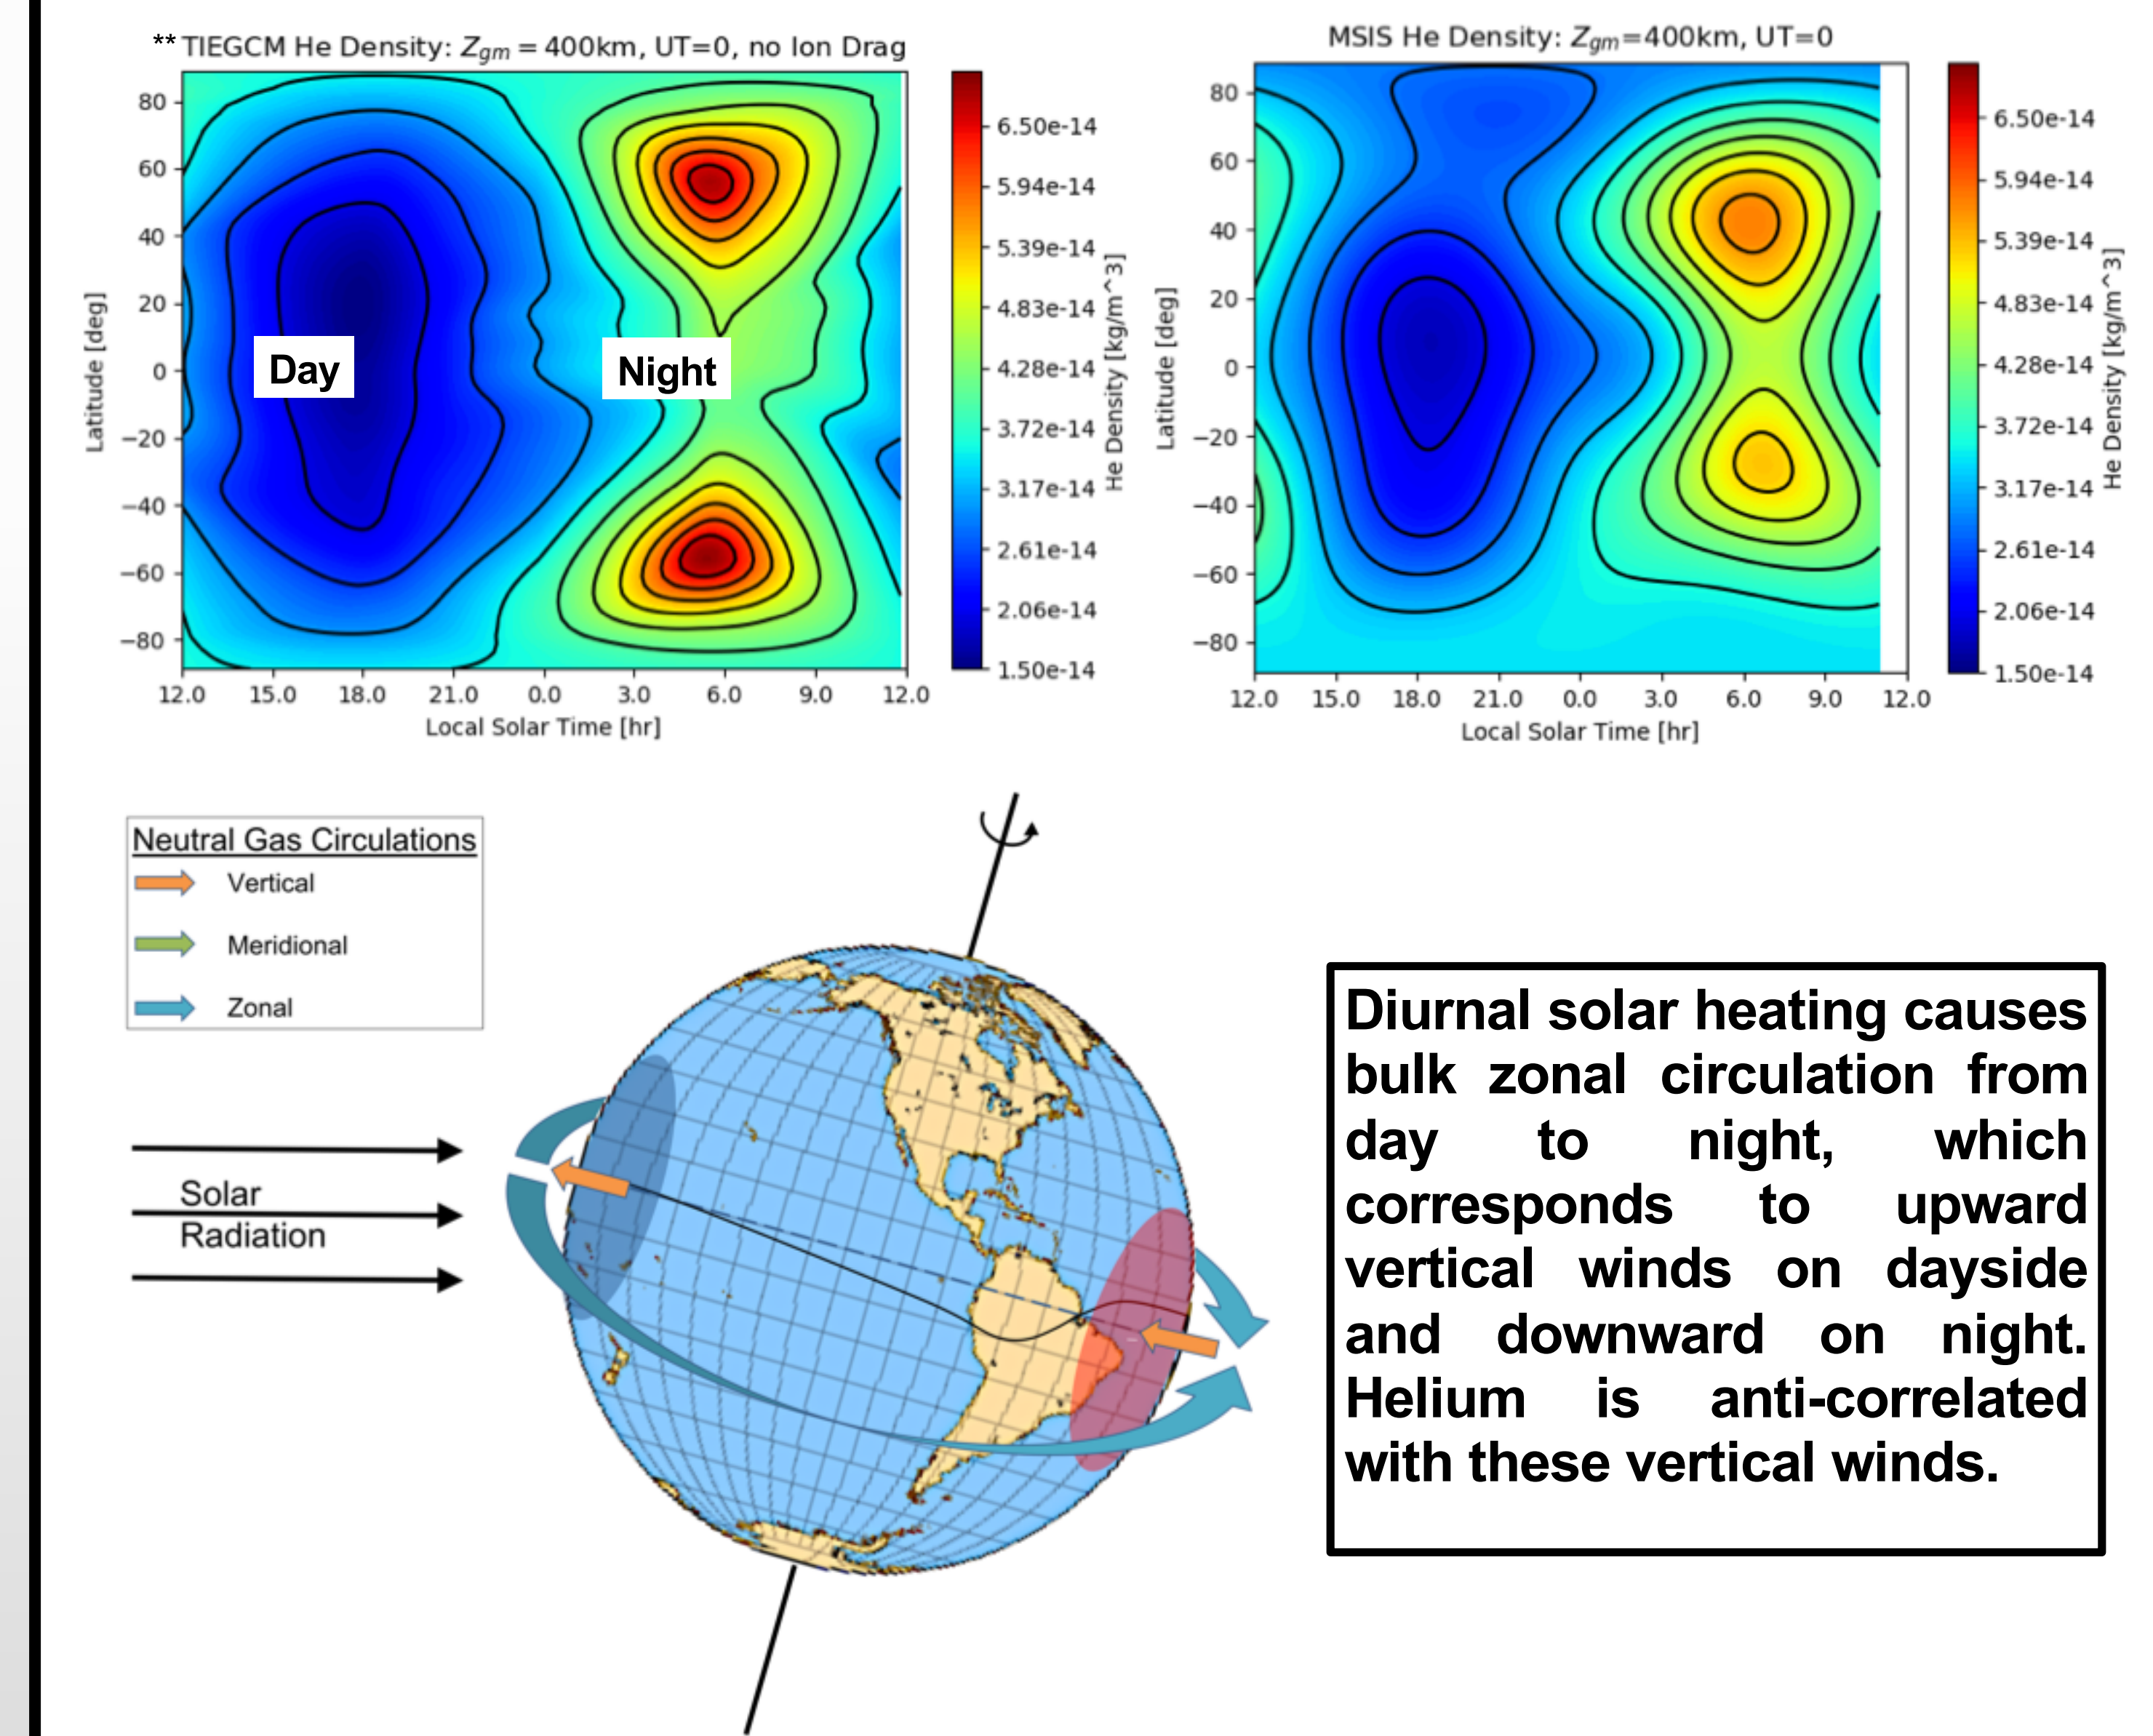 ** TIEGCM He Density: Zgm = 400km, UT=0, no Ion Drag
80
60
40
20
0
−20
−40
−60
−80
Latitude [deg]
Day
Night
12.0 15.0 18.0 21.0 0.0 3.0 6.0 9.0 12.0
Local Solar Time [hr]
6.50e-14
5.94e-14
5.39e-14
4.83e-14
4.28e-14
3.72e-14
3.17e-14
2.61e-14
2.06e-14
1.50e-14
He Density [kg/m^3]
MSIS He Density: Zgm=400km, UT=0
80
60
40
20
0
−20
−40
−60
−80
Latitude [deg]
12.0 15.0 18.0 21.0 0.0 3.0 6.0 9.0 12.0
Local Solar Time [hr]
6.50e-14
5.94e-14
5.39e-14
4.83e-14
4.28e-14
3.72e-14
3.17e-14
2.61e-14
2.06e-14
1.50e-14
He Density [kg/m^3]
Neutral Gas Circulations
Vertical
Meridional
Zonal
Solar
Radiation
Diurnal solar heating causes
bulk zonal circulation from
day to night, which
corresponds to upward
vertical winds on dayside
and downward on night.
Helium is anti-correlated
with these vertical winds.